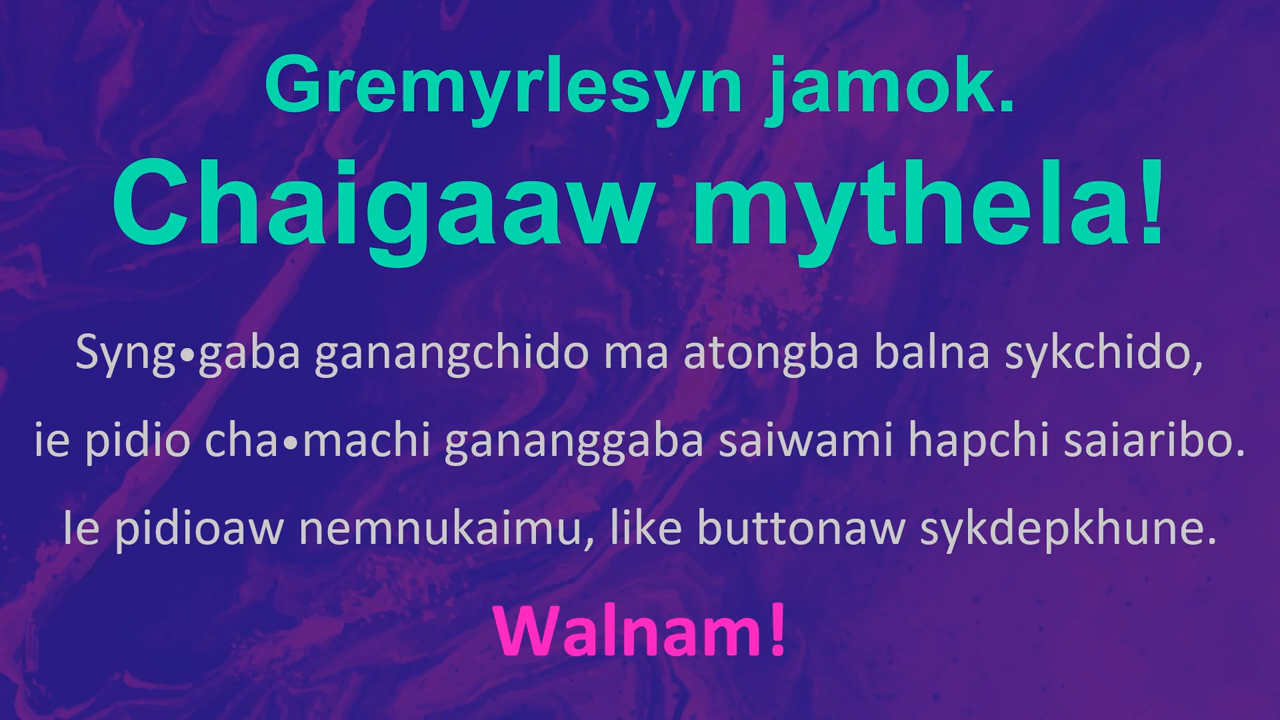 Gremyrlesyn jamok.
Chaigaaw mythela!
Syng•gaba ganangchido ma atongba balna sykchido,
ie pidio cha•machi gananggaba saiwami hapchi saiaribo.
Ie pidioaw nemnukaimu, like buttonaw sykdepkhune.
Walnam!